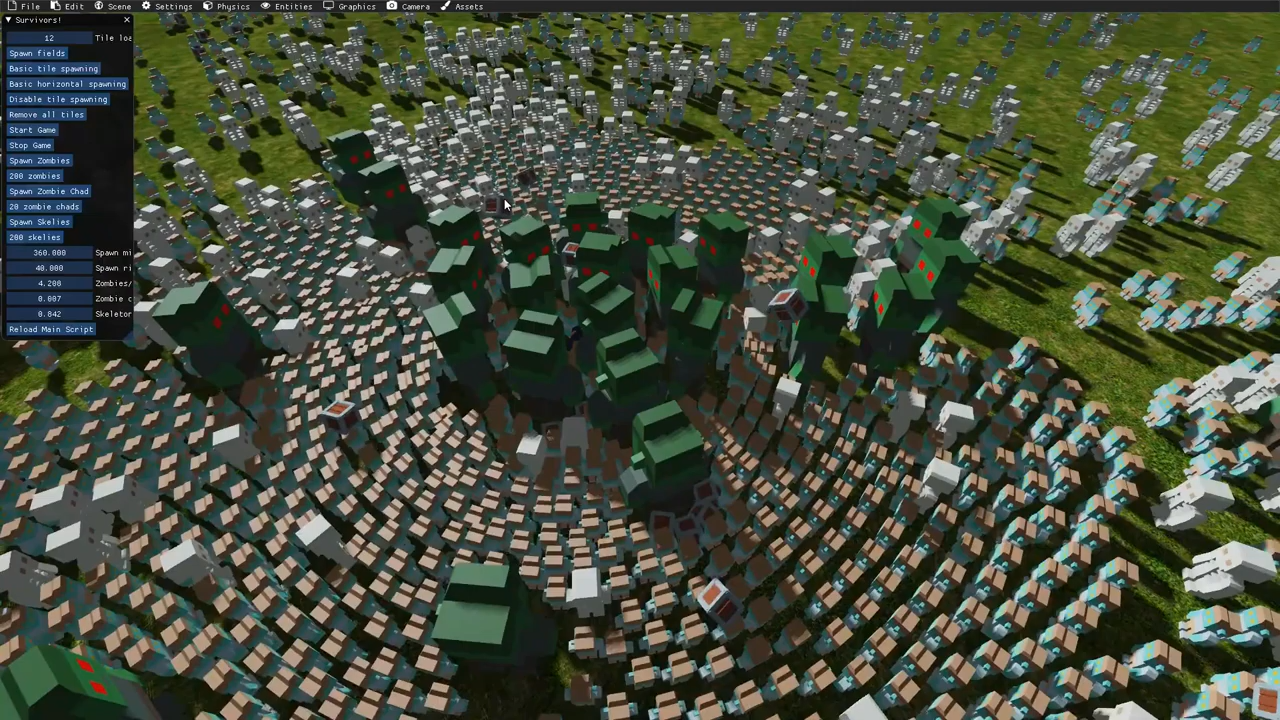 File Edit Scene Settings Physics Entities Graphics Camera Assets
Survivors!
12 Tile loa
Spawn fields
Basic tile spawning
Basic horizontal spawning
Disable tile spawning
Remove all tiles
Start Game
Stop Game
Spawn Zombies
200 zombies
Spawn Zombie Chad
20 zombie chads
Spawn Skelies
200 skelies
360.000 Spawn mi
40.000 Spawn ri
4.200 Zombies/
0.007 Zombie c
0.842 Skeletor
Reload Main Script